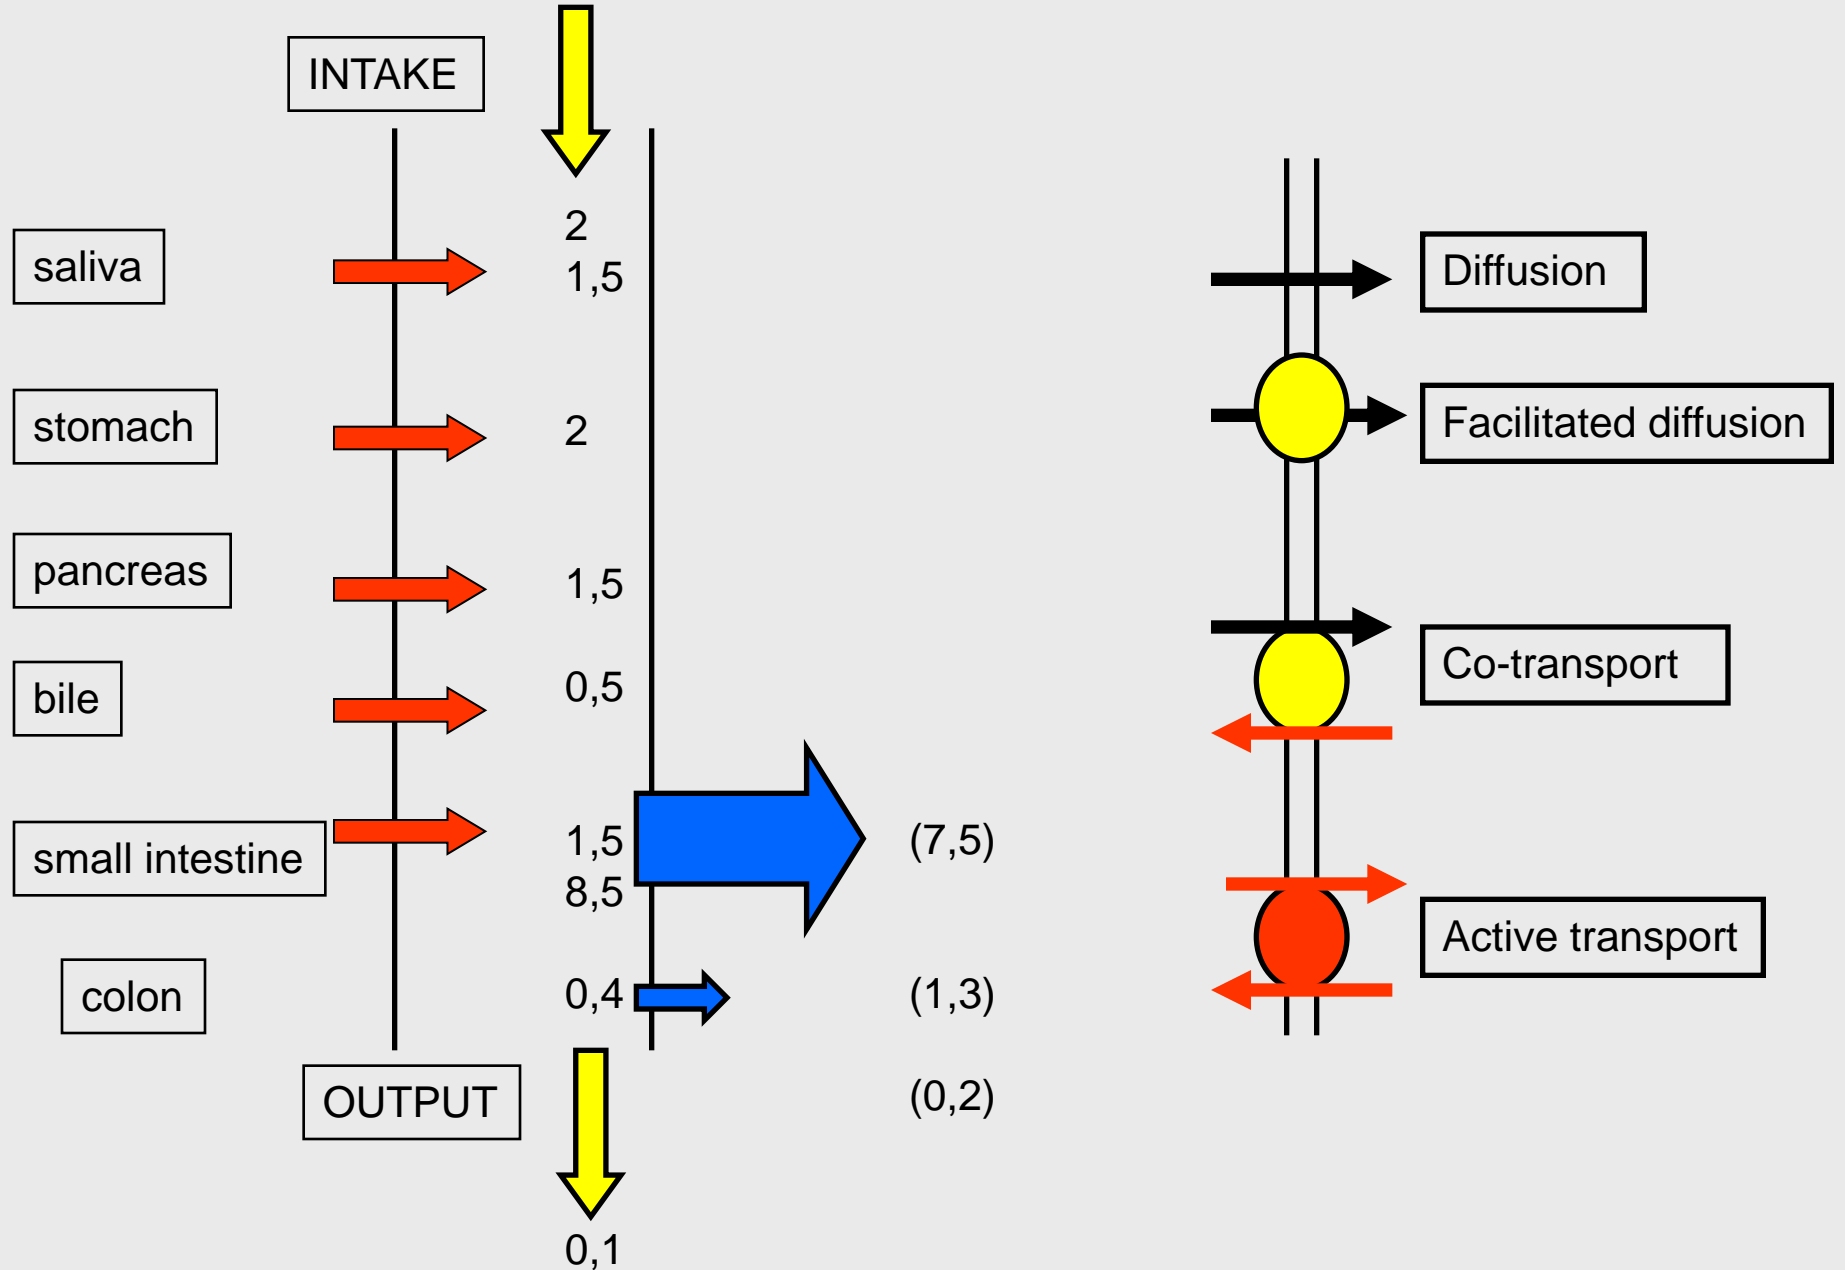 INTAKE
2
saliva
1,5
stomach
2
pancreas
1,5
bile
0,5
small intestine
1,5
8,5
(7,5)
colon
0,4
(1,3)
OUTPUT
(0,2)
0,1
Diffusion
Facilitated diffusion
Co-transport
Active transport